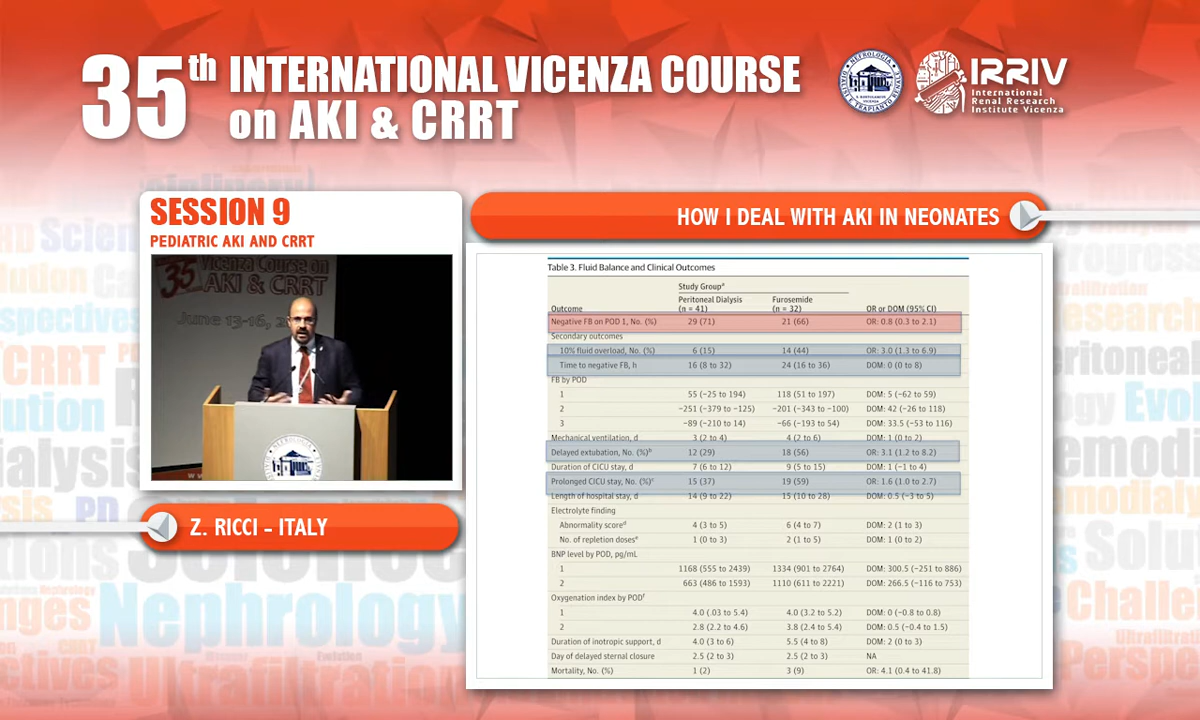 35th INTERNATIONAL VICENZA COURSE
on AKI & CRRT
IRRIV
International
Renal Research
Institute Vicenza
SESSION 9
PEDIATRIC AKI AND CRRT
35 Vicenza Course on
AKI & CRRT
June 13-16, 2
Z. RICCI – ITALY
HOW I DEAL WITH AKI IN NEONATES
Table 3. Fluid Balance and Clinical Outcomes
Study Groupᵃ
Outcome Peritoneal Dialysis (n = 41) Furosemide (n = 32) OR or DOM (95% CI)
Negative FB on POD 1, No. (%) 29 (71) 21 (66) OR: 0.8 (0.3 to 2.1)
Secondary outcomes
10% fluid overload, No. (%) 6 (15) 14 (44) OR: 3.0 (1.3 to 6.9)
Time to negative FB, h 16 (8 to 32) 24 (16 to 36) DOM: 0 (0 to 8)
FB by POD
1 55 (−25 to 194) 118 (51 to 197) DOM: 5 (−62 to 59)
2 −251 (−379 to −125) −201 (−343 to −100) DOM: 42 (−26 to 118)
3 −89 (−210 to 14) −66 (−193 to 54) DOM: 33.5 (−53 to 116)
Mechanical ventilation, d 3 (2 to 4) 4 (2 to 6) DOM: 1 (0 to 2)
Delayed extubation, No. (%)ᵇ 12 (29) 18 (56) OR: 3.1 (1.2 to 8.2)
Duration of CICU stay, d 7 (6 to 12) 9 (5 to 15) DOM: 1 (−1 to 4)
Prolonged CICU stay, No. (%)ᶜ 15 (37) 19 (59) OR: 1.6 (1.0 to 2.7)
Length of hospital stay, d 14 (9 to 22) 15 (10 to 28) DOM: 0.5 (−3 to 5)
Electrolyte finding
Abnormality scoreᵈ 4 (3 to 5) 6 (4 to 7) DOM: 2 (1 to 3)
No. of repletion dosesᵉ 1 (0 to 3) 2 (1 to 5) DOM: 1 (0 to 2)
BNP level by POD, pg/mL
1 1168 (555 to 2439) 1334 (901 to 2764) DOM: 300.5 (−251 to 886)
2 663 (486 to 1593) 1110 (611 to 2221) DOM: 266.5 (−116 to 753)
Oxygenation index by PODᶠ
1 4.0 (.03 to 5.4) 4.0 (3.2 to 5.2) DOM: 0 (−0.8 to 0.8)
2 2.8 (2.2 to 4.6) 3.8 (2.4 to 5.4) DOM: 0.5 (−0.4 to 1.5)
Duration of inotropic support, d 4.0 (3 to 6) 5.5 (4 to 8) DOM: 2 (0 to 3)
Day of delayed sternal closure 2.5 (2 to 3) 2.5 (2 to 3) NA
Mortality, No. (%) 1 (2) 3 (9) OR: 4.1 (0.4 to 41.8)